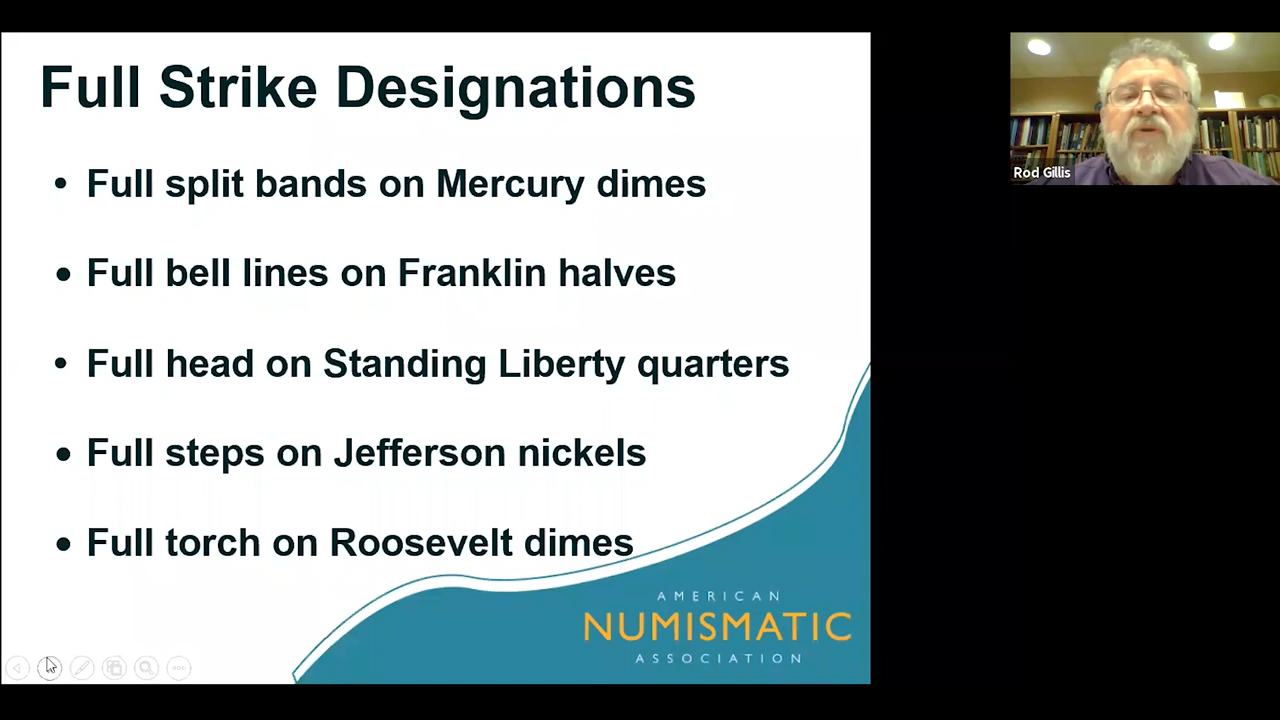 Full Strike Designations
• Full split bands on Mercury dimes
• Full bell lines on Franklin halves
• Full head on Standing Liberty quarters
• Full steps on Jefferson nickels
• Full torch on Roosevelt dimes
AMERICAN
NUMISMATIC
ASSOCIATION
Rod Gillis